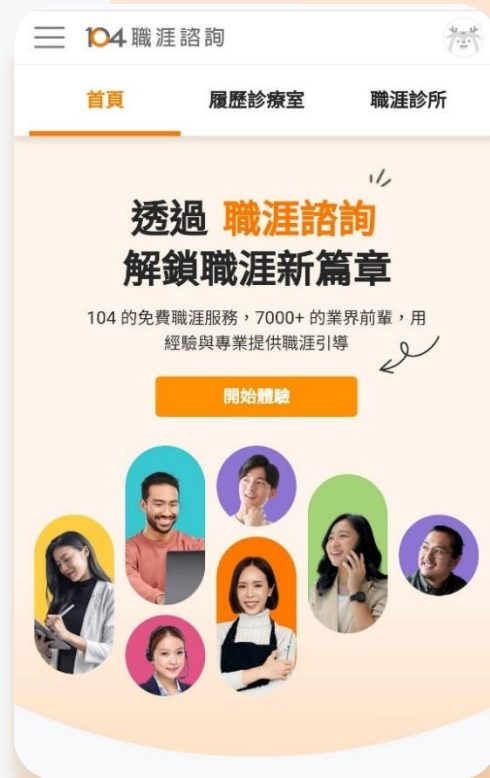 104 職涯諮詢
首頁 履歷診療室 職涯診所
透過 職涯諮詢
解鎖職涯新篇章
104 的免費職涯服務，7000+ 的業界前輩，用
經驗與專業提供職涯引導
開始體驗